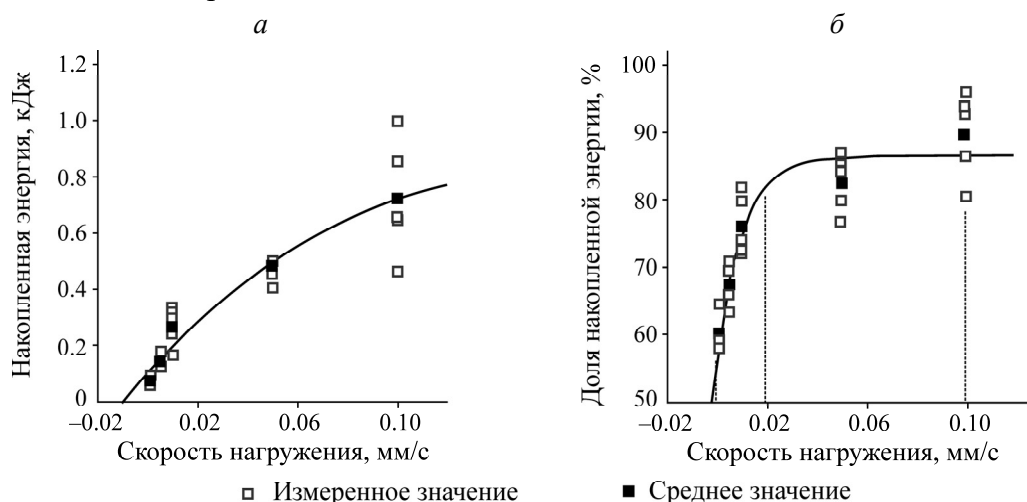 а
б
Накопленная энергия, кДж
1.2
1.0
0.8
0.6
0.4
0.2
0
–0.02
0.02
0.06
0.10
Скорость нагружения, мм/с
Доля накопленной энергии, %
100
90
80
70
60
50
–0.02
0.02
0.06
0.10
Скорость нагружения, мм/с
Измеренное значение
Среднее значение